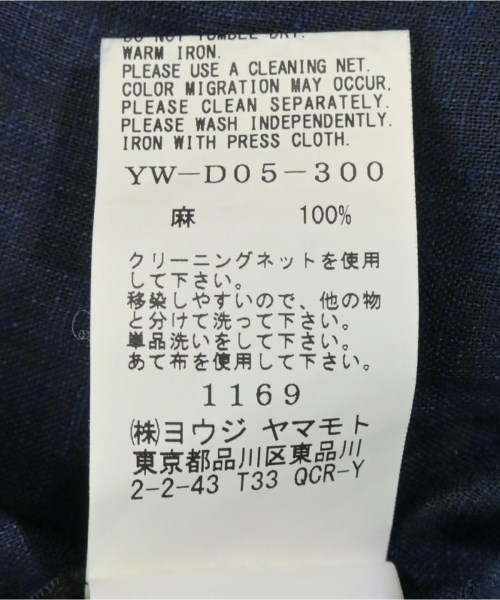 DO NOT TUMBLE DRY.
WARM IRON.
PLEASE USE A CLEANING NET.
COLOR MIGRATION MAY OCCUR,
PLEASE CLEAN SEPARATELY.
PLEASE WASH INDEPENDENTLY.
IRON WITH PRESS CLOTH.
YW-D05-300
麻 100%
クリーニングネットを使用
して下さい。
移染しやすいので、他の物
と分けて洗って下さい。
単品洗いをして下さい。
あて布を使用して下さい。
1169
㈱ヨウジ ヤマモト
東京都品川区東品川
2-2-43 T33 QCR-Y